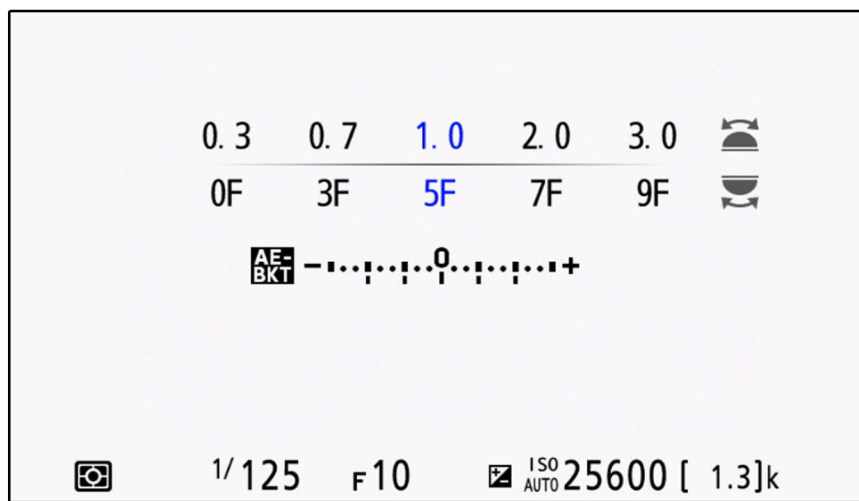 0.3 0.7 1.0 2.0 3.0
0F 3F 5F 7F 9F
AE-BKT - 0 +
1/125 F10 ISO AUTO 25600 [ 1.3]k